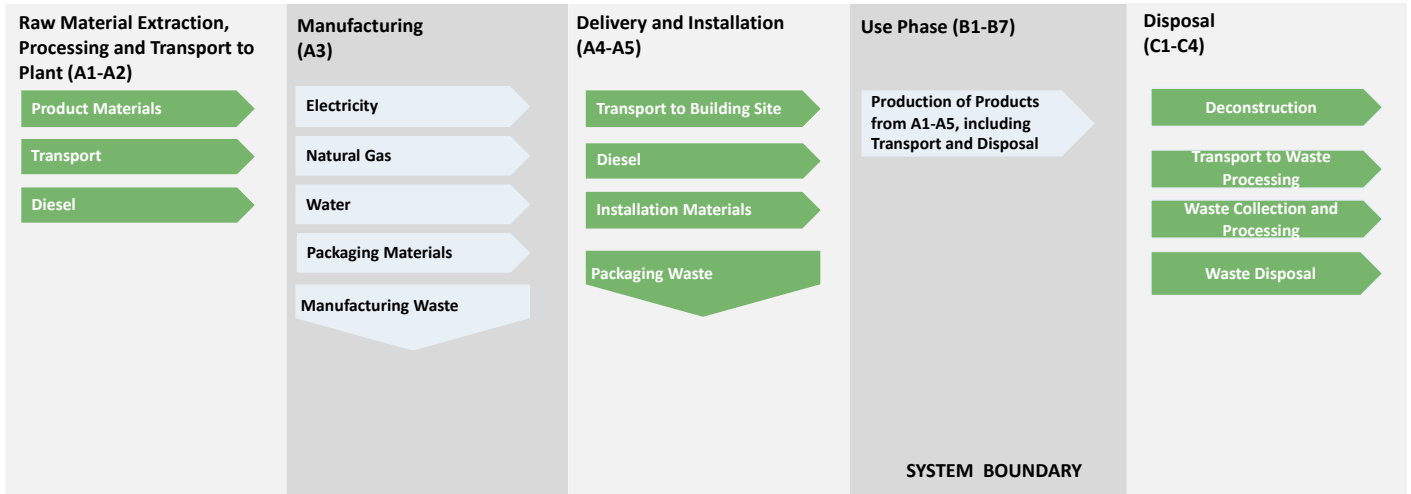 Raw Material Extraction,
Processing and Transport to
Plant (A1-A2)
Product Materials
Transport
Diesel
Manufacturing
(A3)
Electricity
Natural Gas
Water
Packaging Materials
Manufacturing Waste
Delivery and Installation
(A4-A5)
Transport to Building Site
Diesel
Installation Materials
Packaging Waste
Use Phase (B1-B7)
Production of Products
from A1-A5, including
Transport and Disposal
SYSTEM BOUNDARY
Disposal
(C1-C4)
Deconstruction
Transport to Waste
Processing
Waste Collection and
Processing
Waste Disposal